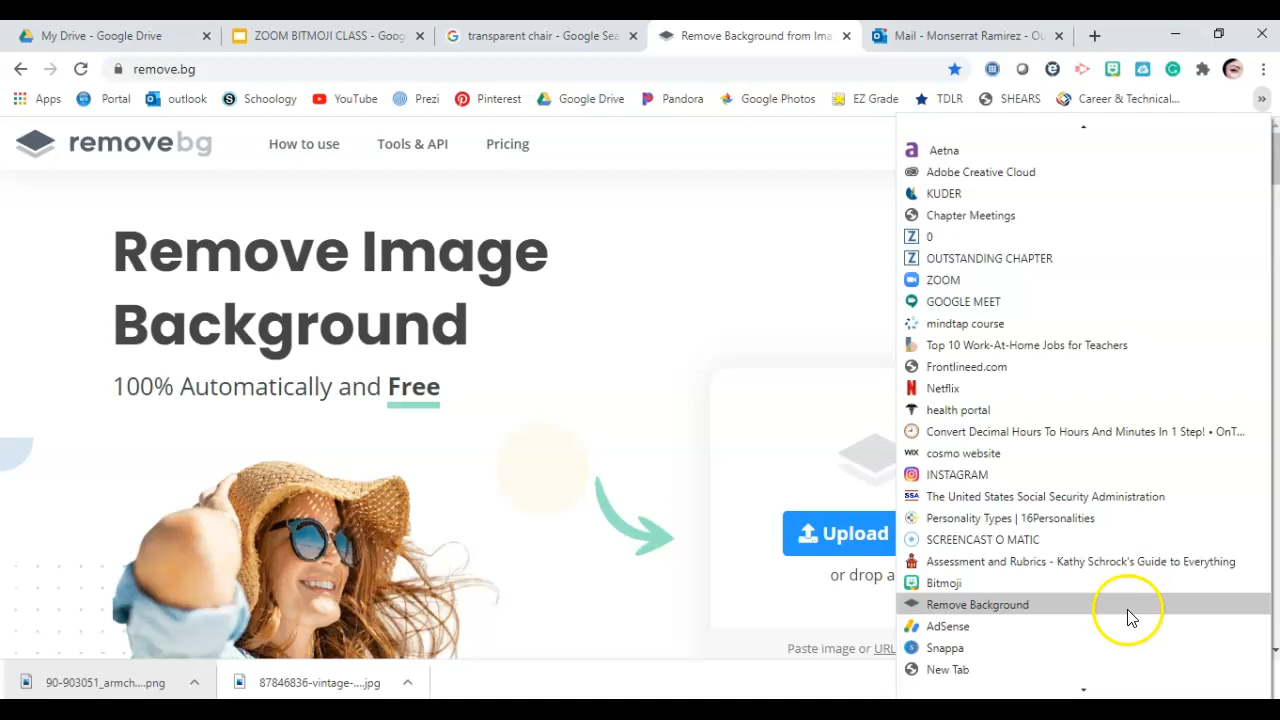 My Drive - Google Drive
ZOOM BITMOJI CLASS - Goog
transparent chair - Google Sea
Remove Background from Ima
Mail - Monserrat Ramirez - Ou
remove.bg
Apps
Portal
outlook
Schoology
YouTube
Prezi
Pinterest
Google Drive
Pandora
Google Photos
EZ Grade
TDLR
SHEARS
Career & Technical...
removebg
How to use
Tools & API
Pricing
Remove Image
Background
100% Automatically and Free
Upload
or drop a
Paste image or URL
Aetna
Adobe Creative Cloud
KUDER
Chapter Meetings
0
OUTSTANDING CHAPTER
ZOOM
GOOGLE MEET
mindtap course
Top 10 Work-At-Home Jobs for Teachers
Frontlineed.com
Netflix
health portal
Convert Decimal Hours To Hours And Minutes In 1 Step! • OnT...
WIX cosmo website
INSTAGRAM
SSA The United States Social Security Administration
Personality Types | 16Personalities
SCREENCAST O MATIC
Assessment and Rubrics - Kathy Schrock's Guide to Everything
Bitmoji
Remove Background
AdSense
Snappa
New Tab
90-903051_armch....png
87846836-vintage-....jpg